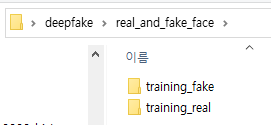 deepfake > real_and_fake_face >
이름
training_fake
training_real